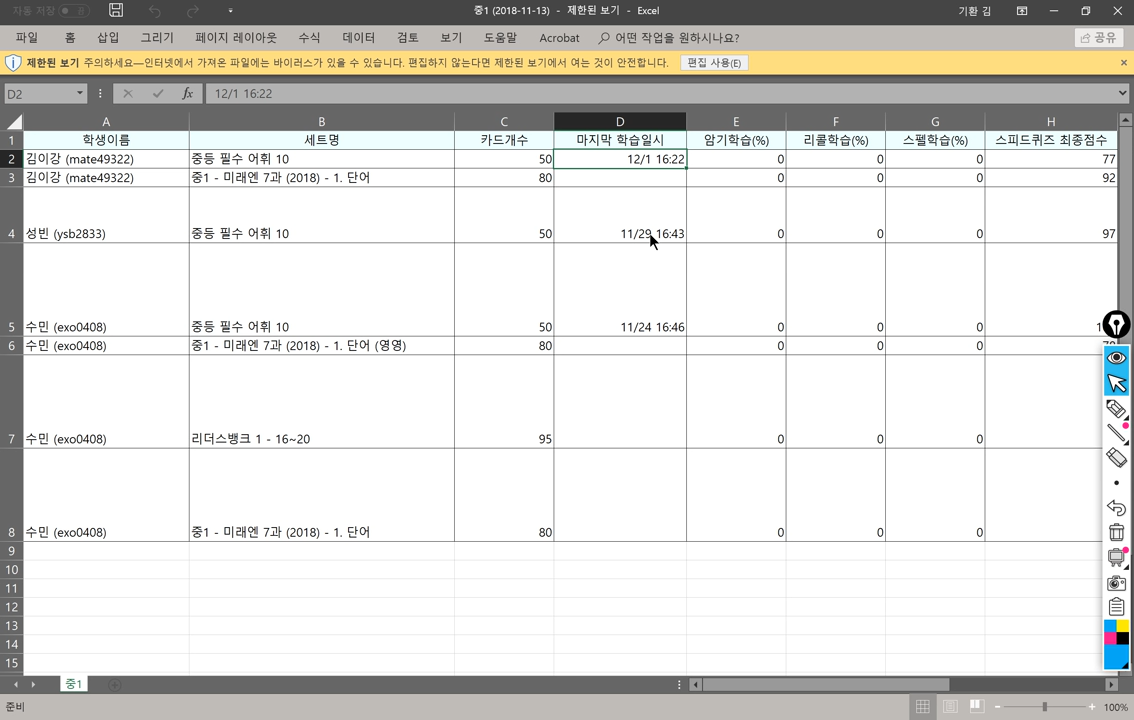 자동 저장
중1 (2018-11-13) - 제한된 보기 - Excel
기환 김
파일 홈 삽입 그리기 페이지 레이아웃 수식 데이터 검토 보기 도움말 Acrobat 어떤 작업을 원하시나요? 공유
제한된 보기 주의하세요—인터넷에서 가져온 파일에는 바이러스가 있을 수 있습니다. 편집하지 않는다면 제한된 보기에서 여는 것이 안전합니다. 편집 사용(E)
D2 fx 12/1 16:22
A B C D E F G H
1 학생이름 세트명 카드개수 마지막 학습일시 암기학습(%) 리콜학습(%) 스펠학습(%) 스피드퀴즈 최종점수
2 김이강 (mate49322) 중등 필수 어휘 10 50 12/1 16:22 0 0 0 77
3 김이강 (mate49322) 중1 - 미래엔 7과 (2018) - 1. 단어 80 0 0 0 92
4 성빈 (ysb2833) 중등 필수 어휘 10 50 11/29 16:43 0 0 0 97
5 수민 (exo0408) 중등 필수 어휘 10 50 11/24 16:46 0 0 0
6 수민 (exo0408) 중1 - 미래엔 7과 (2018) - 1. 단어 (영영) 80 0 0 0
7 수민 (exo0408) 리더스뱅크 1 - 16~20 95 0 0 0
8 수민 (exo0408) 중1 - 미래엔 7과 (2018) - 1. 단어 80 0 0 0
9
10
11
12
13
14
15
중1
준비 100%